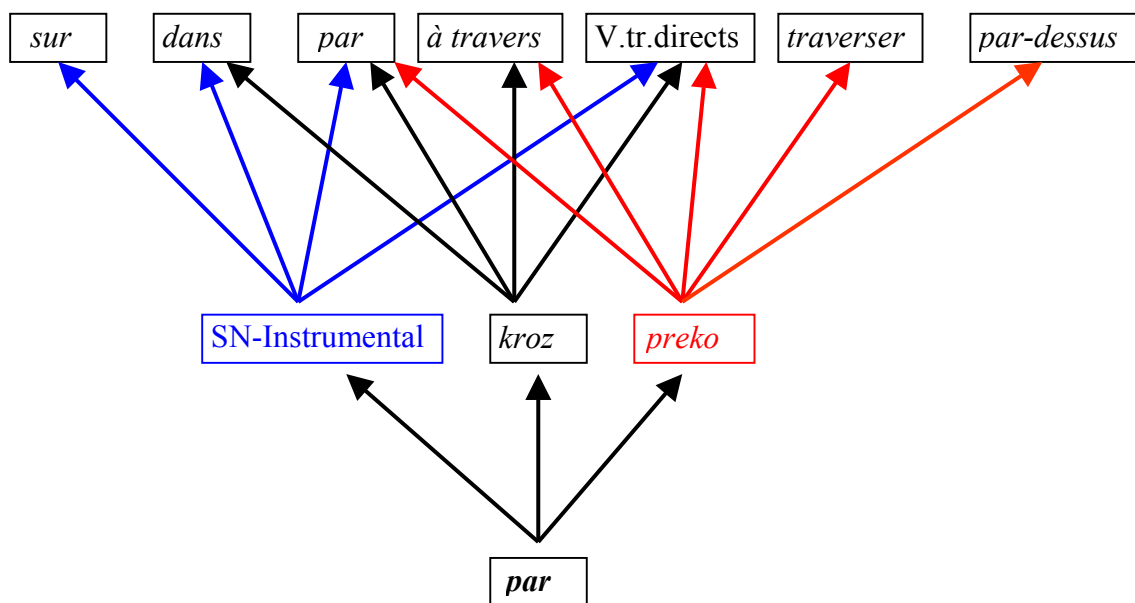 sur dans par à travers V.tr.directs traverser par-dessus
SN-Instrumental kroz preko
par